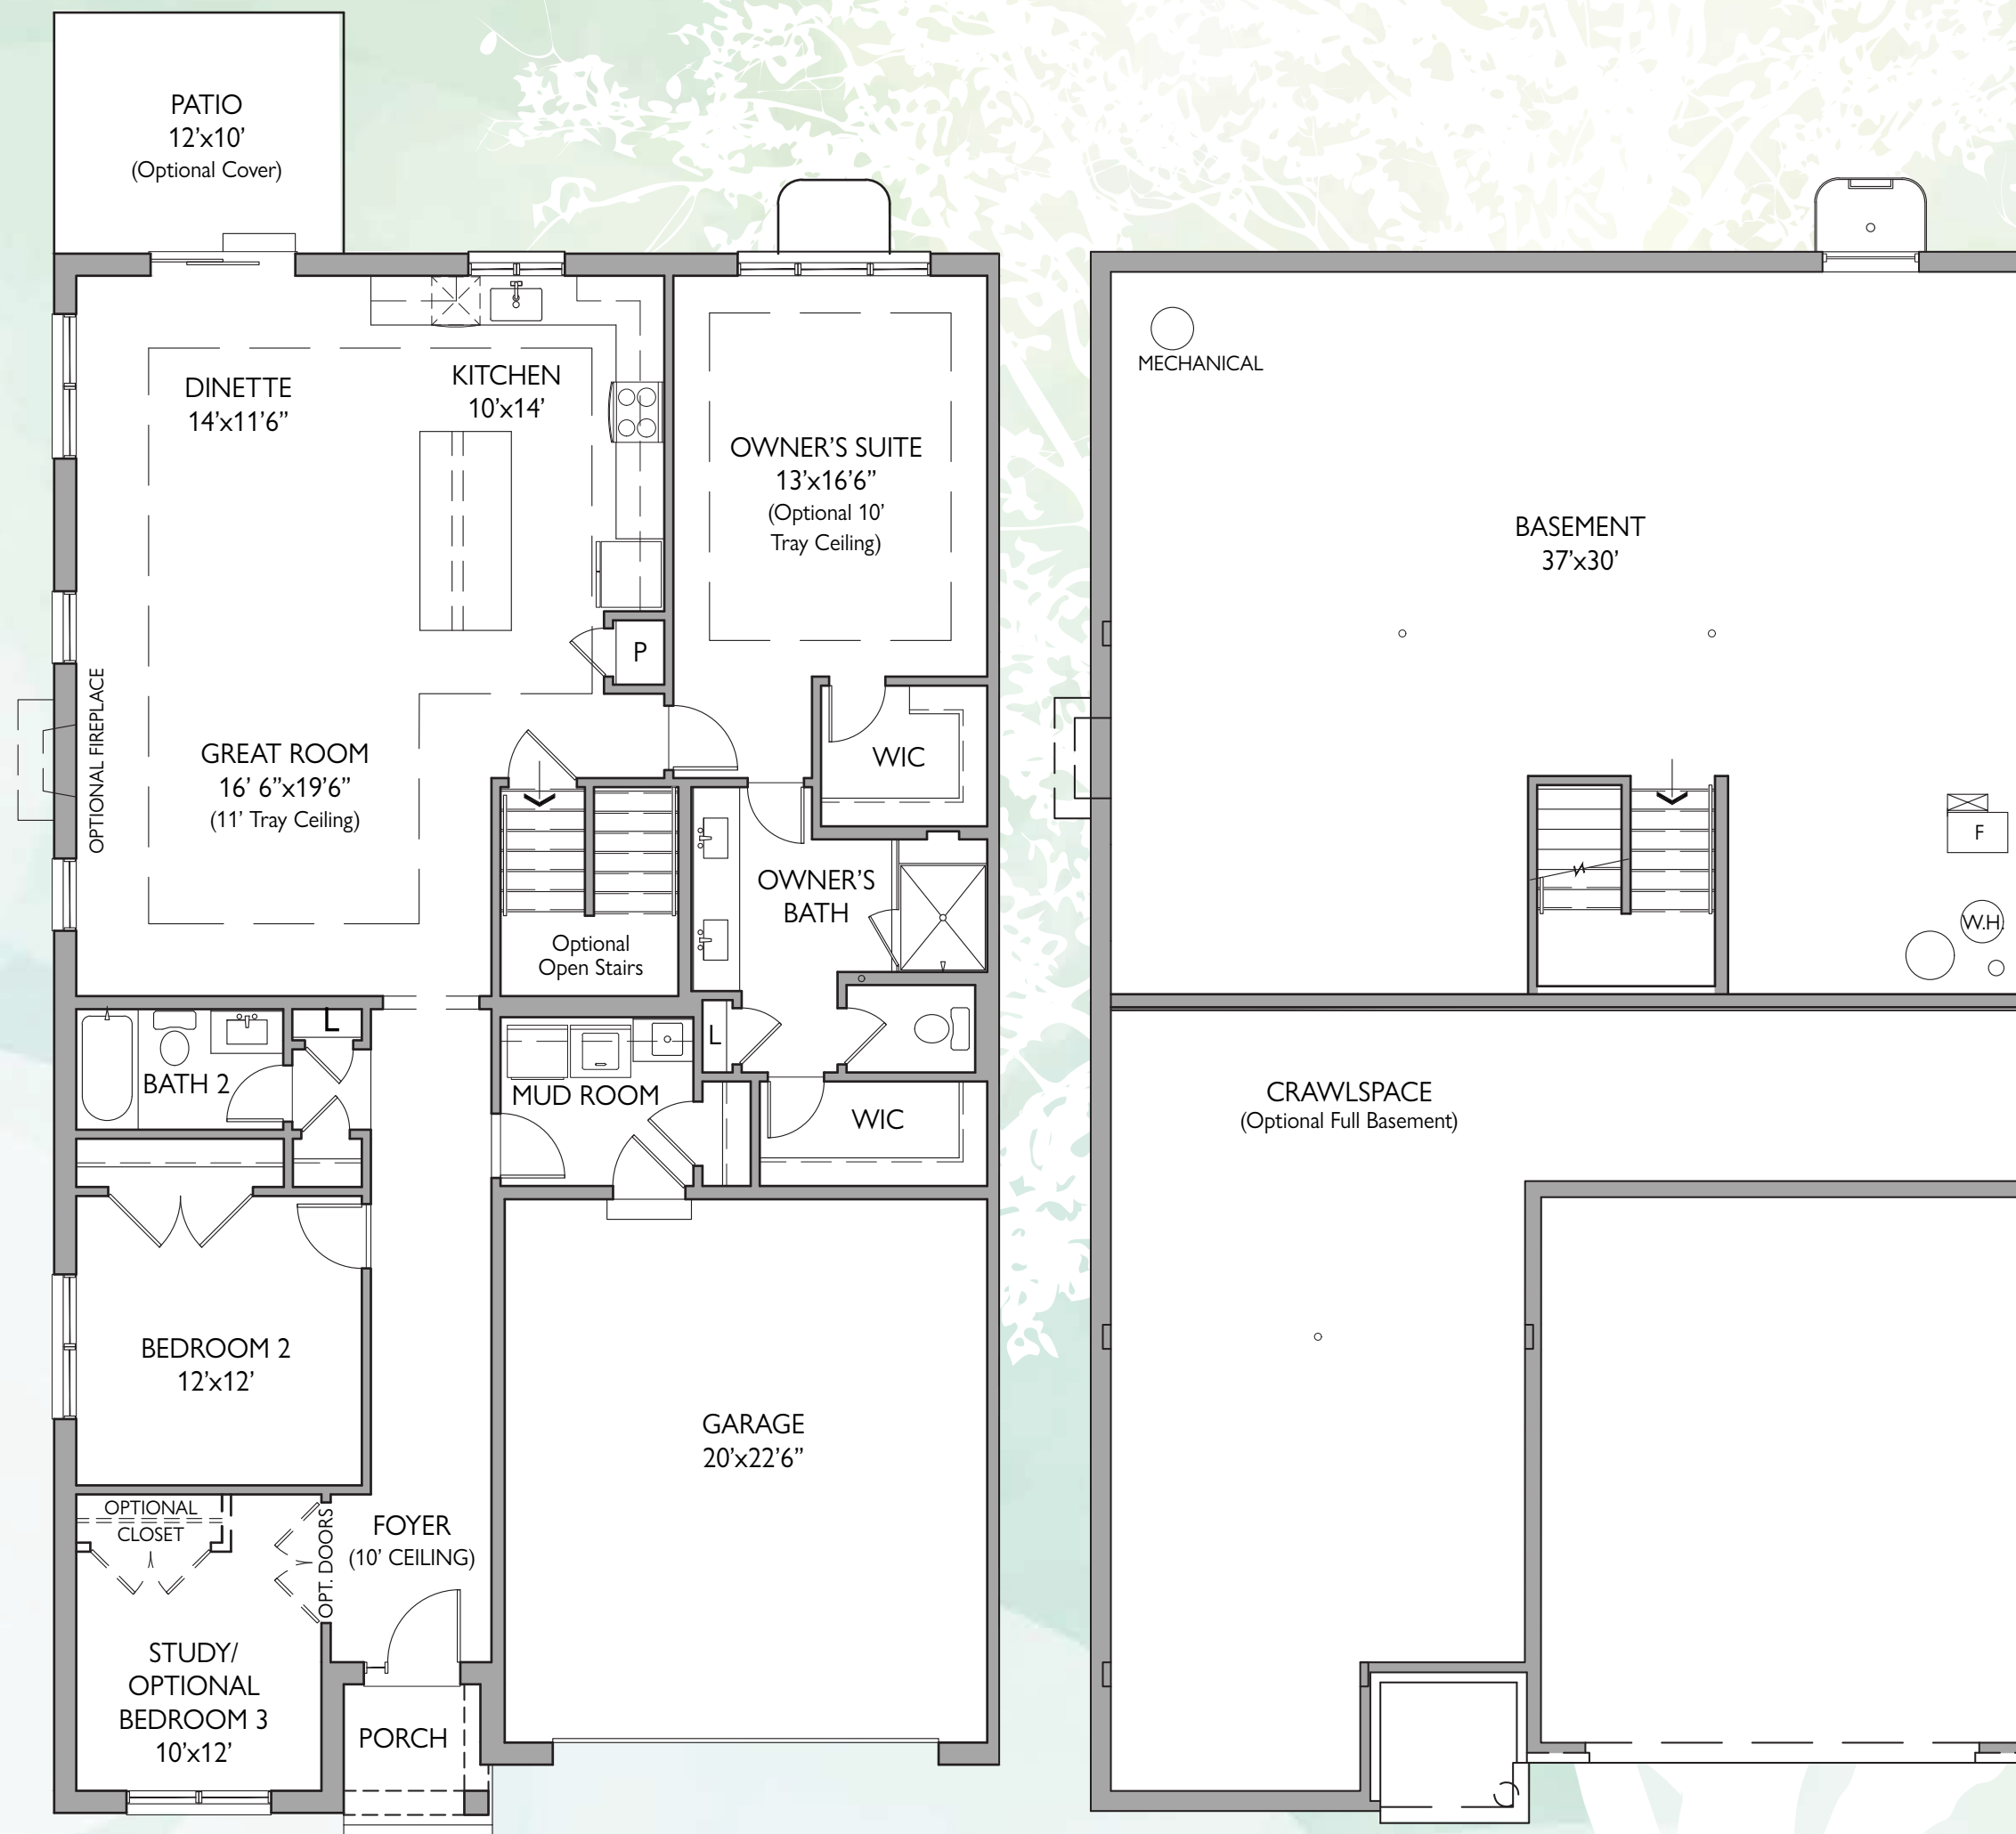 PATIO
12’x10’
(Optional Cover)
DINETTE
14’x11’6”
KITCHEN
10’x14’
OWNER’S SUITE
13’x16’6”
(Optional 10’
Tray Ceiling)
P
OPTIONAL FIREPLACE
GREAT ROOM
16’ 6”x19’6”
(11’ Tray Ceiling)
WIC
OWNER’S
BATH
Optional
Open Stairs
L
BATH 2
L
MUD ROOM
WIC
BEDROOM 2
12’x12’
GARAGE
20’x22’6”
OPTIONAL
CLOSET
OPT. DOORS
FOYER
(10’ CEILING)
STUDY/
OPTIONAL
BEDROOM 3
10’x12’
PORCH
MECHANICAL
BASEMENT
37’x30’
F
W.H.
CRAWLSPACE
(Optional Full Basement)